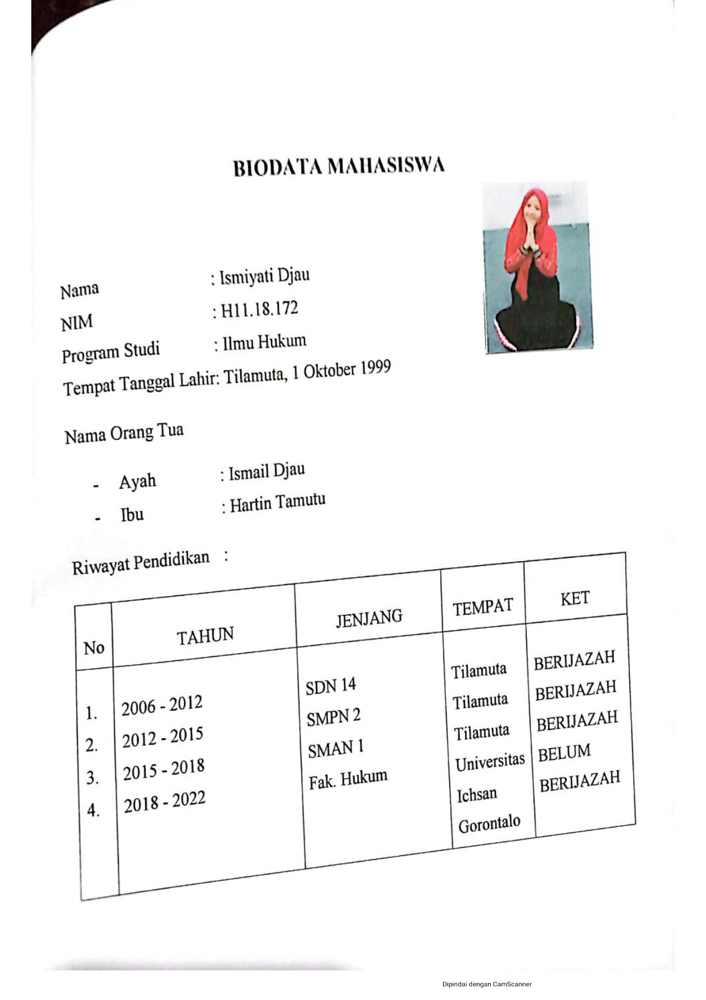 BIODATA MAHASISWA
Nama : Ismiyati Djau
NIM : H11.18.172
Program Studi : Ilmu Hukum
Tempat Tanggal Lahir: Tilamuta, 1 Oktober 1999
Nama Orang Tua
- Ayah : Ismail Djau
- Ibu : Hartin Tamutu
Riwayat Pendidikan :
No TAHUN JENJANG TEMPAT KET
1. 2006 - 2012 SDN 14 Tilamuta BERIJAZAH
2. 2012 - 2015 SMPN 2 Tilamuta BERIJAZAH
3. 2015 - 2018 SMAN 1 Tilamuta BERIJAZAH
4. 2018 - 2022 Fak. Hukum Universitas BELUM
Ichsan BERIJAZAH
Gorontalo
Dipindai dengan CamScanner